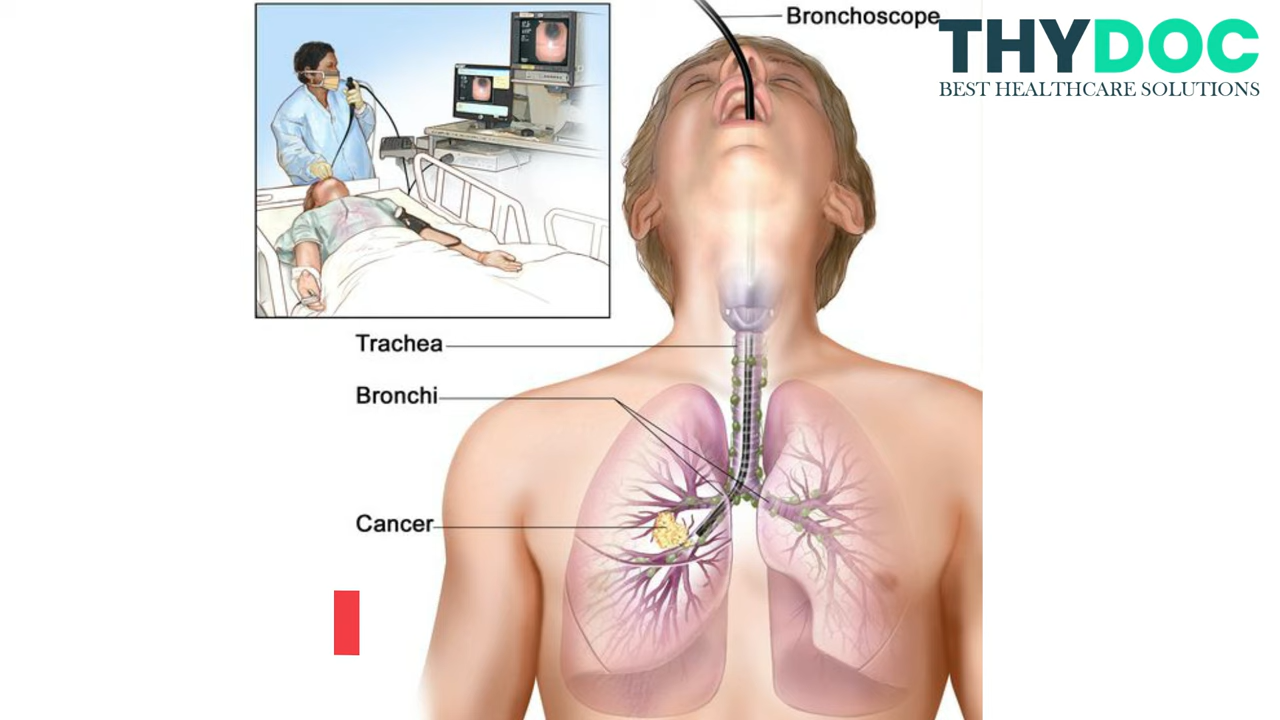 Bronchoscope
THYDOC
BEST HEALTHCARE SOLUTIONS
Trachea
Bronchi
Cancer